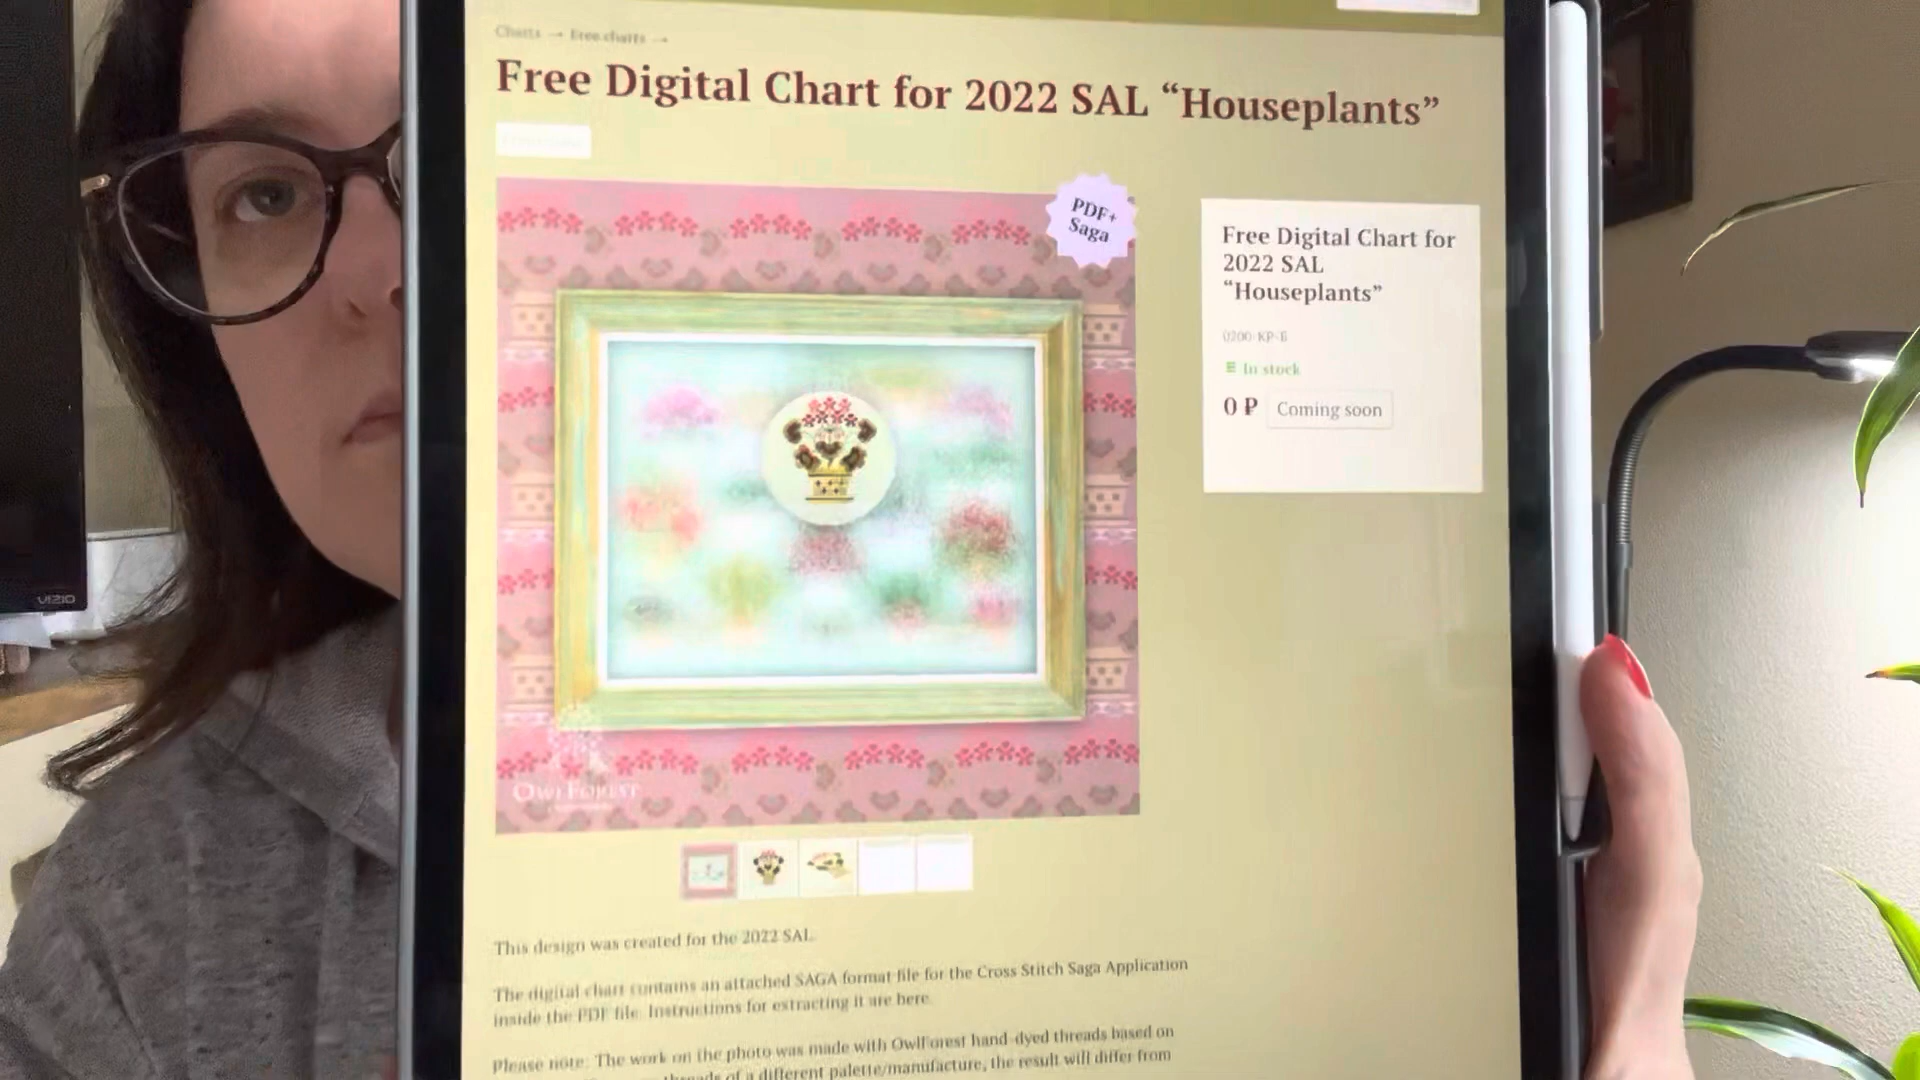 Charts → Free charts →
Free Digital Chart for 2022 SAL “Houseplants”
PDF+
Saga
Free Digital Chart for
2022 SAL
“Houseplants”
In stock
0 ₽ Coming soon
VIZIO
OWLFOREST
This design was created for the 2022 SAL.
The digital chart contains an attached SAGA format file for the Cross Stitch Saga Application
inside the PDF file. Instructions for extracting it are here.
Please note: The work on the photo was made with OwlForest hand-dyed threads based on
threads of a different palette/manufacture, the result will differ from